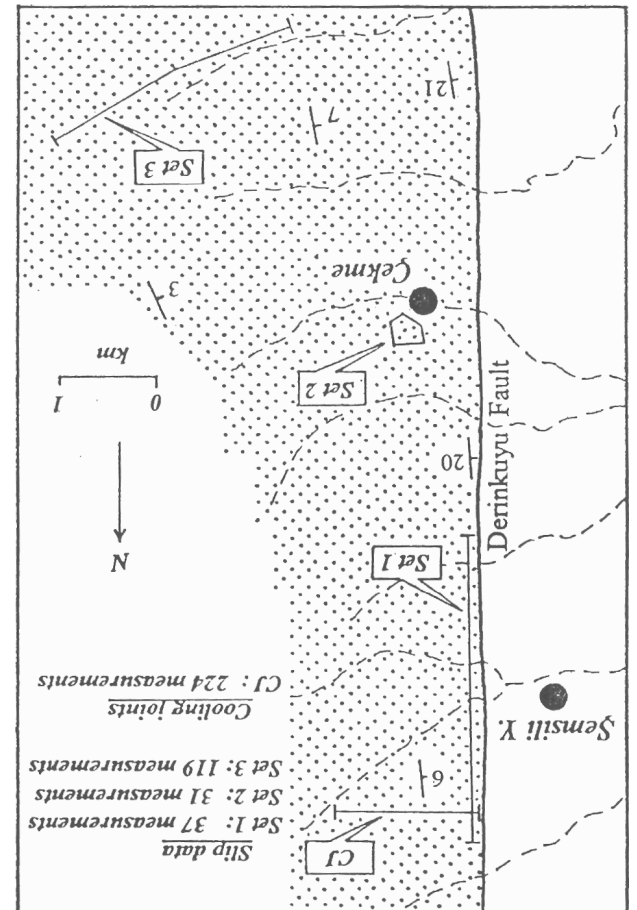 Slip data
Set 1: 37 measurements
Set 2: 31 measurements
Set 3: 119 measurements
Cooling joints
CJ : 224 measurements
CJ
6
Şemsili Y.
Set 1
N
20
Derinkuyu Fault
0 1
km
Set 2
3
Çekme
Set 3
7
21